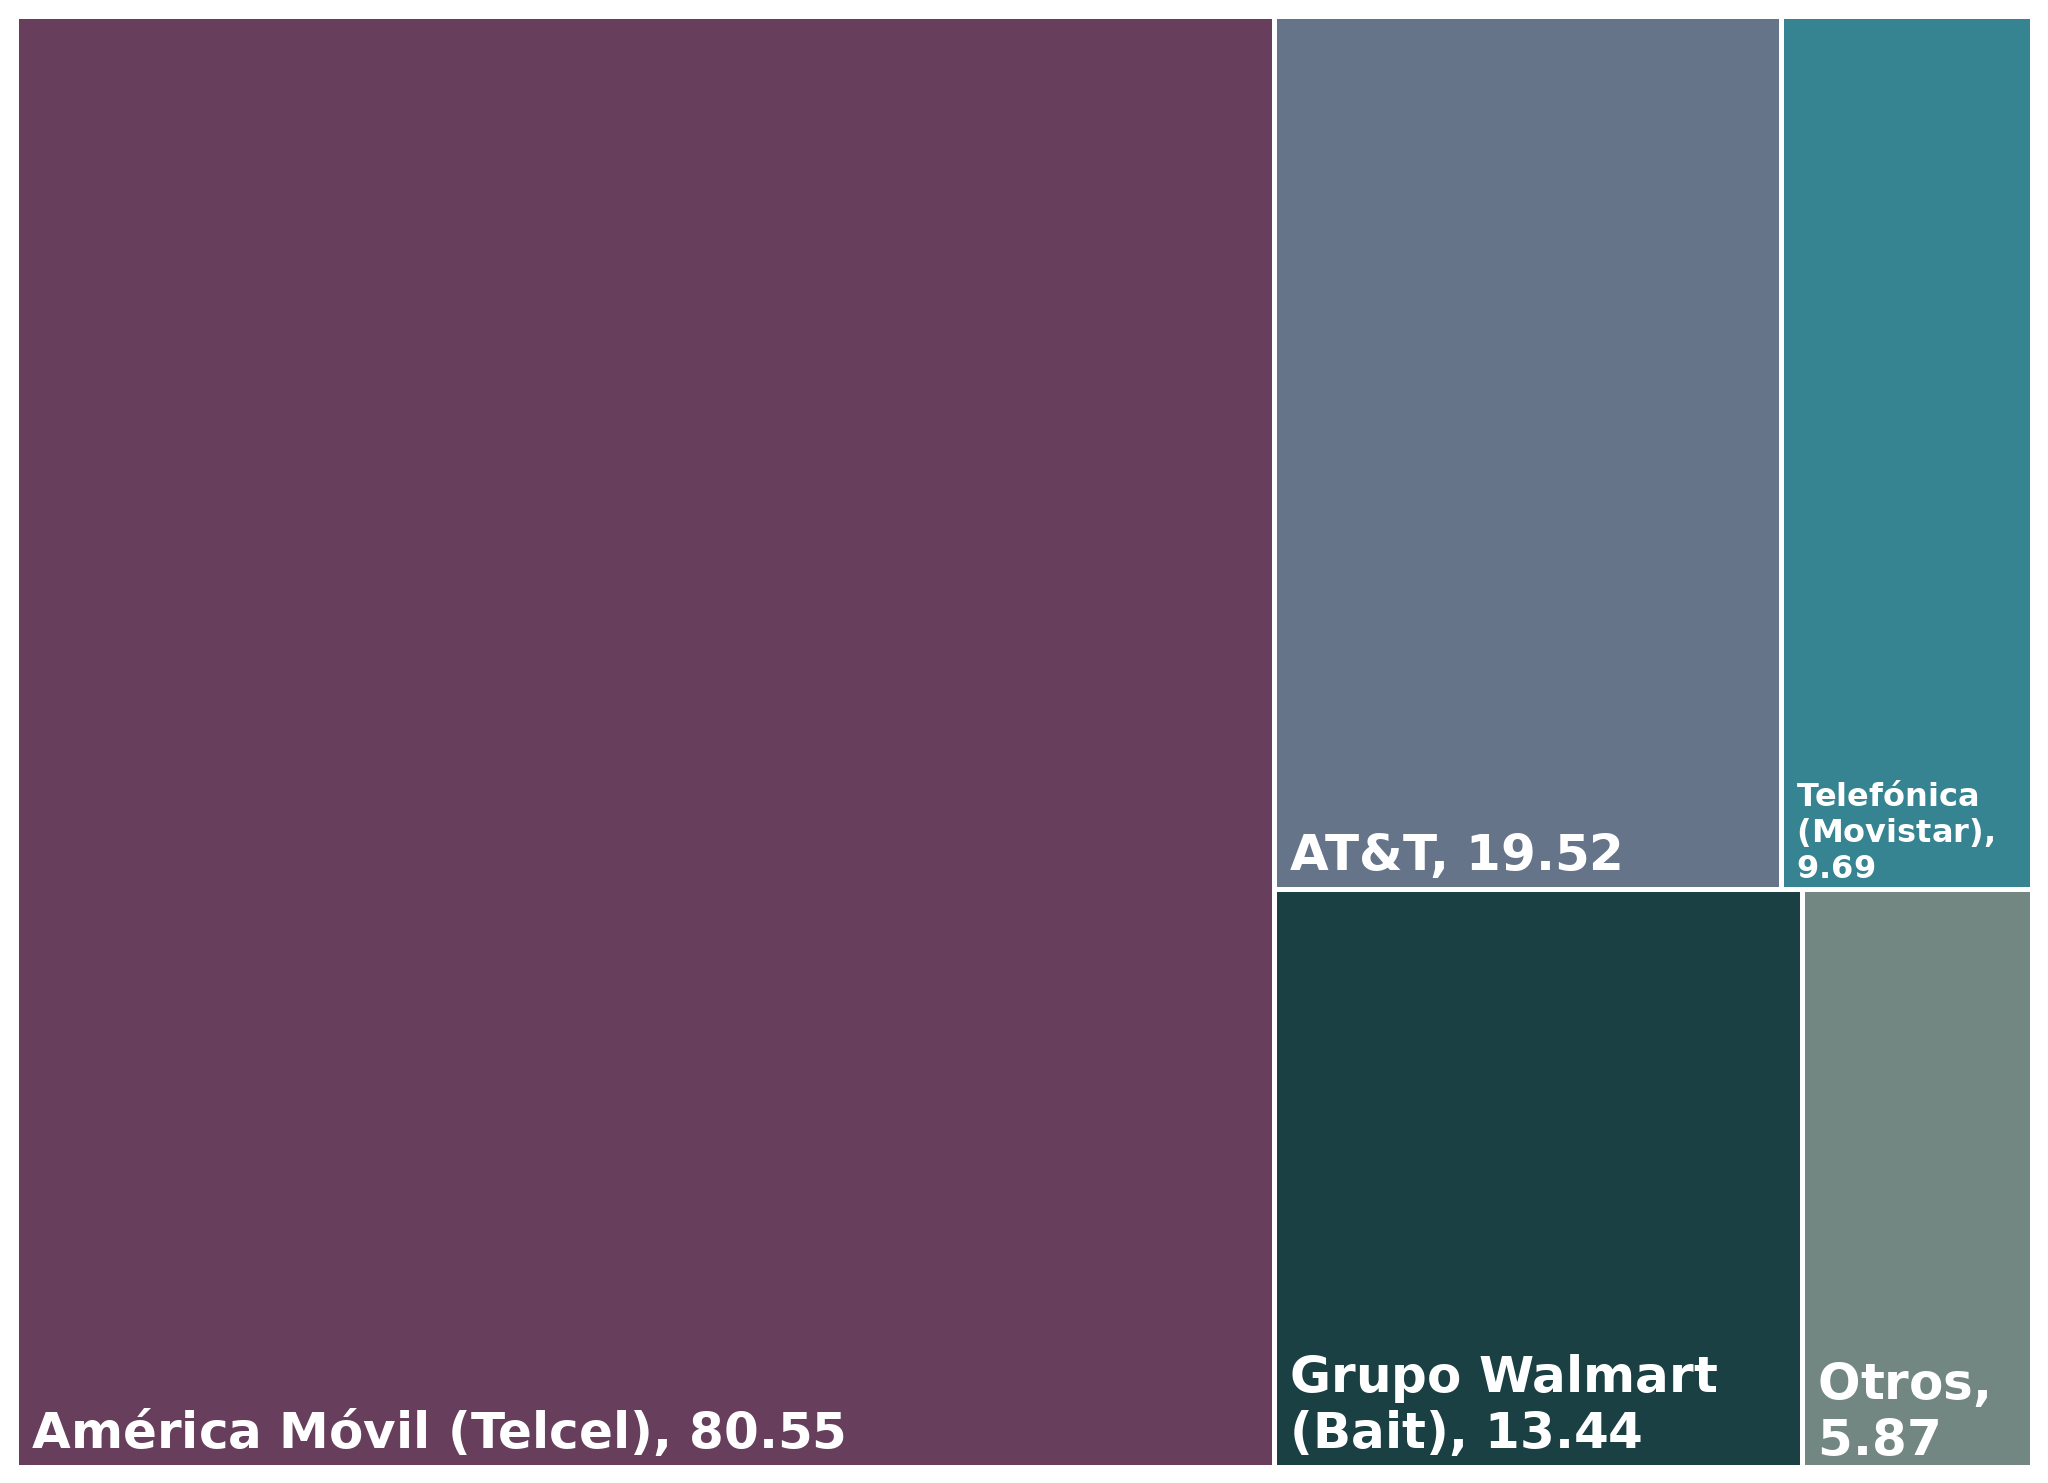 América Móvil (Telcel), 80.55
AT&T, 19.52
Telefónica
(Movistar),
9.69
Grupo Walmart
(Bait), 13.44
Otros,
5.87